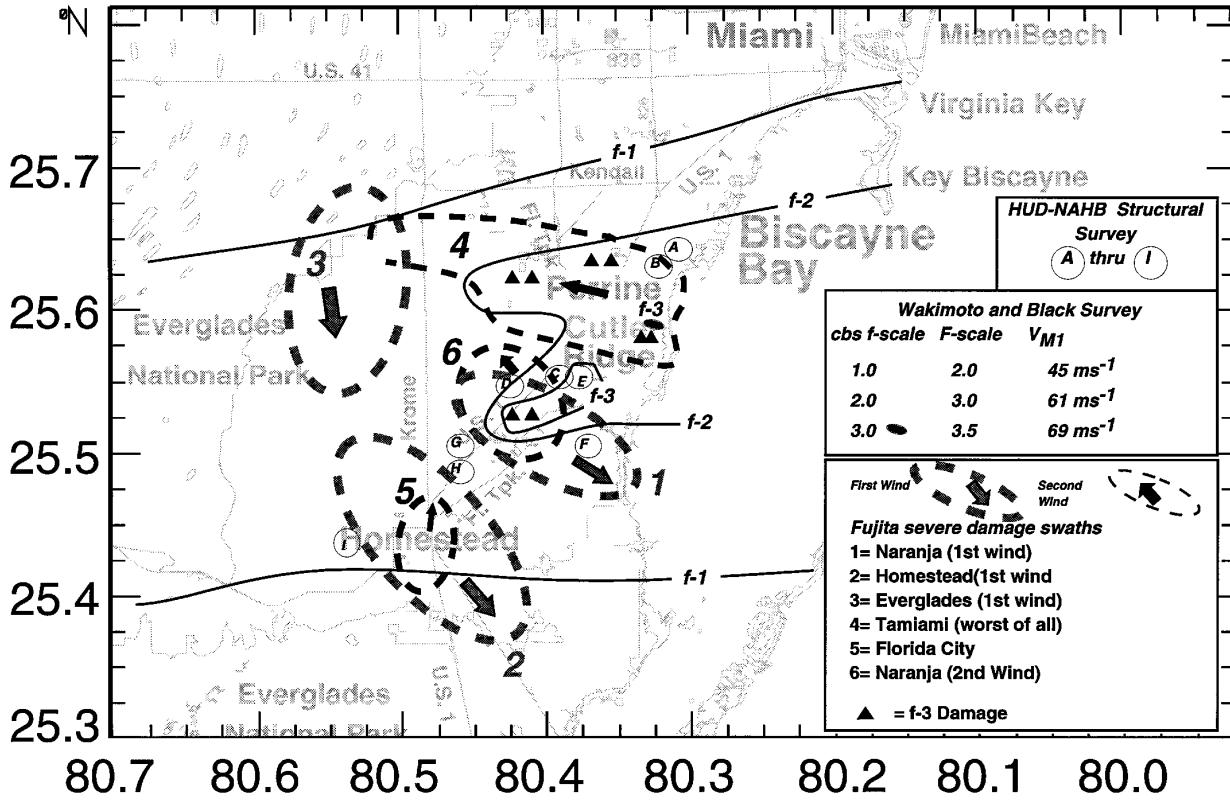 ºN
Miami
MiamiBeach
836
U.S. 41
Virginia Key
f-1
25.7
Kendall
U.S. 1
Key Biscayne
f-2
HUD-NAHB Structural
Survey
A thru I
4
A
B
Biscayne
Bay
3
Perrine
25.6
Everglades
National Park
f-3
Cutler
Ridge
6
Wakimoto and Black Survey
cbs f-scale F-scale VM1
1.0 2.0 45 ms-1
2.0 3.0 61 ms-1
3.0 3.5 69 ms-1
D
C
E
f-3
Krome
f-2
G
F
25.5
H
1
5
Tpk
First Wind
Second
Wind
Fujita severe damage swaths
1= Naranja (1st wind)
2= Homestead(1st wind
3= Everglades (1st wind)
4= Tamiami (worst of all)
5= Florida City
6= Naranja (2nd Wind)
= f-3 Damage
I
Homestead
f-1
25.4
2
U.S. 1
Everglades
National Park
25.3
80.7 80.6 80.5 80.4 80.3 80.2 80.1 80.0